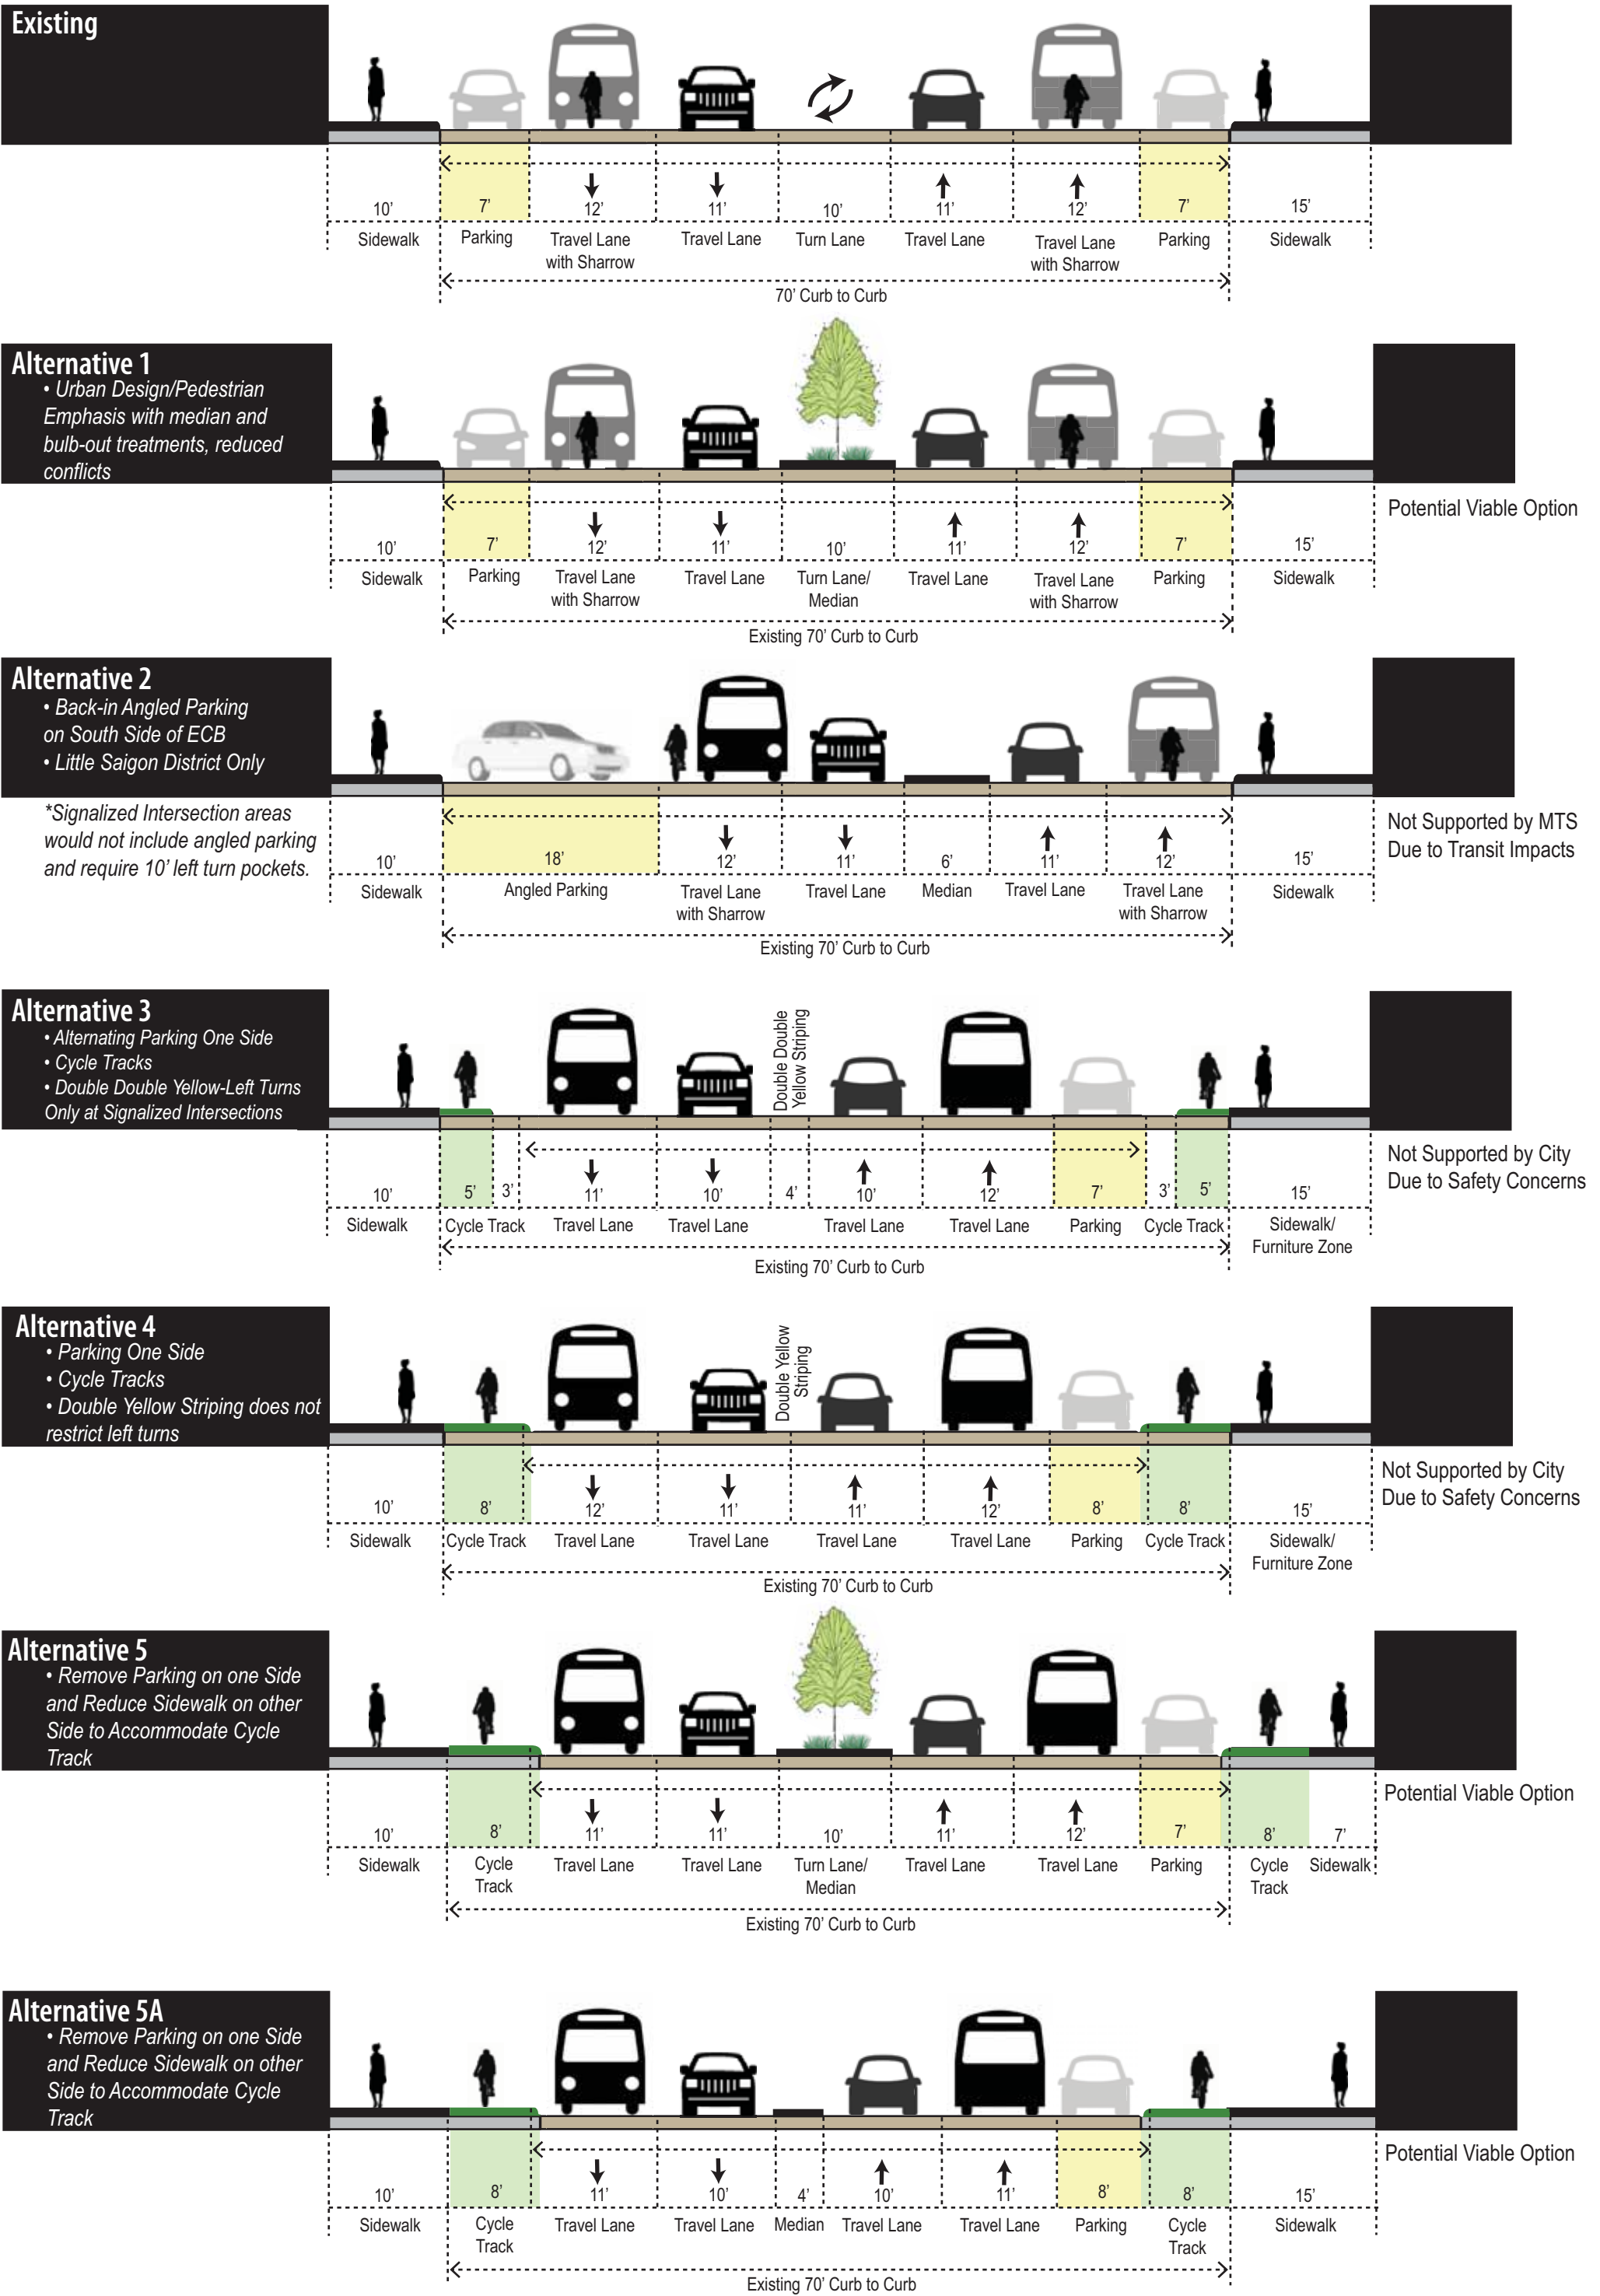 Existing
10’ 7’ 12’ 11’ 10’ 11’ 12’ 7’ 15’
Sidewalk Parking Travel Lane Travel Lane Turn Lane Travel Lane Travel Lane Parking Sidewalk
with Sharrow with Sharrow
70’ Curb to Curb
Alternative 1
• Urban Design/Pedestrian
Emphasis with median and
bulb-out treatments, reduced
conflicts
Potential Viable Option
10’ 7’ 12’ 11’ 10’ 11’ 12’ 7’ 15’
Sidewalk Parking Travel Lane Travel Lane Turn Lane/ Travel Lane Travel Lane Parking Sidewalk
with Sharrow Median with Sharrow
Existing 70’ Curb to Curb
Alternative 2
• Back-in Angled Parking
on South Side of ECB
• Little Saigon District Only
*Signalized Intersection areas
would not include angled parking
and require 10’ left turn pockets.
Not Supported by MTS
Due to Transit Impacts
10’ 18’ 12’ 11’ 6’ 11’ 12’ 15’
Sidewalk Angled Parking Travel Lane Travel Lane Median Travel Lane Travel Lane Sidewalk
with Sharrow with Sharrow
Existing 70’ Curb to Curb
Alternative 3
• Alternating Parking One Side
• Cycle Tracks
• Double Double Yellow-Left Turns
Only at Signalized Intersections
Double Double
Yellow Striping
Not Supported by City
Due to Safety Concerns
10’ 5’ 3’ 11’ 10’ 4’ 10’ 12’ 7’ 3’ 5’ 15’
Sidewalk Cycle Track Travel Lane Travel Lane Travel Lane Travel Lane Parking Cycle Track Sidewalk/
Furniture Zone
Existing 70’ Curb to Curb
Alternative 4
• Parking One Side
• Cycle Tracks
• Double Yellow Striping does not
restrict left turns
Double Yellow
Striping
Not Supported by City
Due to Safety Concerns
10’ 8’ 12’ 11’ 11’ 12’ 8’ 8’ 15’
Sidewalk Cycle Track Travel Lane Travel Lane Travel Lane Travel Lane Parking Cycle Track Sidewalk/
Furniture Zone
Existing 70’ Curb to Curb
Alternative 5
• Remove Parking on one Side
and Reduce Sidewalk on other
Side to Accommodate Cycle
Track
Potential Viable Option
10’ 8’ 11’ 11’ 10’ 11’ 12’ 7’ 8’ 7’
Sidewalk Cycle Travel Lane Travel Lane Turn Lane/ Travel Lane Travel Lane Parking Cycle Sidewalk
Track Median Track
Existing 70’ Curb to Curb
Alternative 5A
• Remove Parking on one Side
and Reduce Sidewalk on other
Side to Accommodate Cycle
Track
Potential Viable Option
10’ 8’ 11’ 10’ 4’ 10’ 11’ 8’ 8’ 15’
Sidewalk Cycle Travel Lane Travel Lane Median Travel Lane Travel Lane Parking Cycle Sidewalk
Track Track
Existing 70’ Curb to Curb